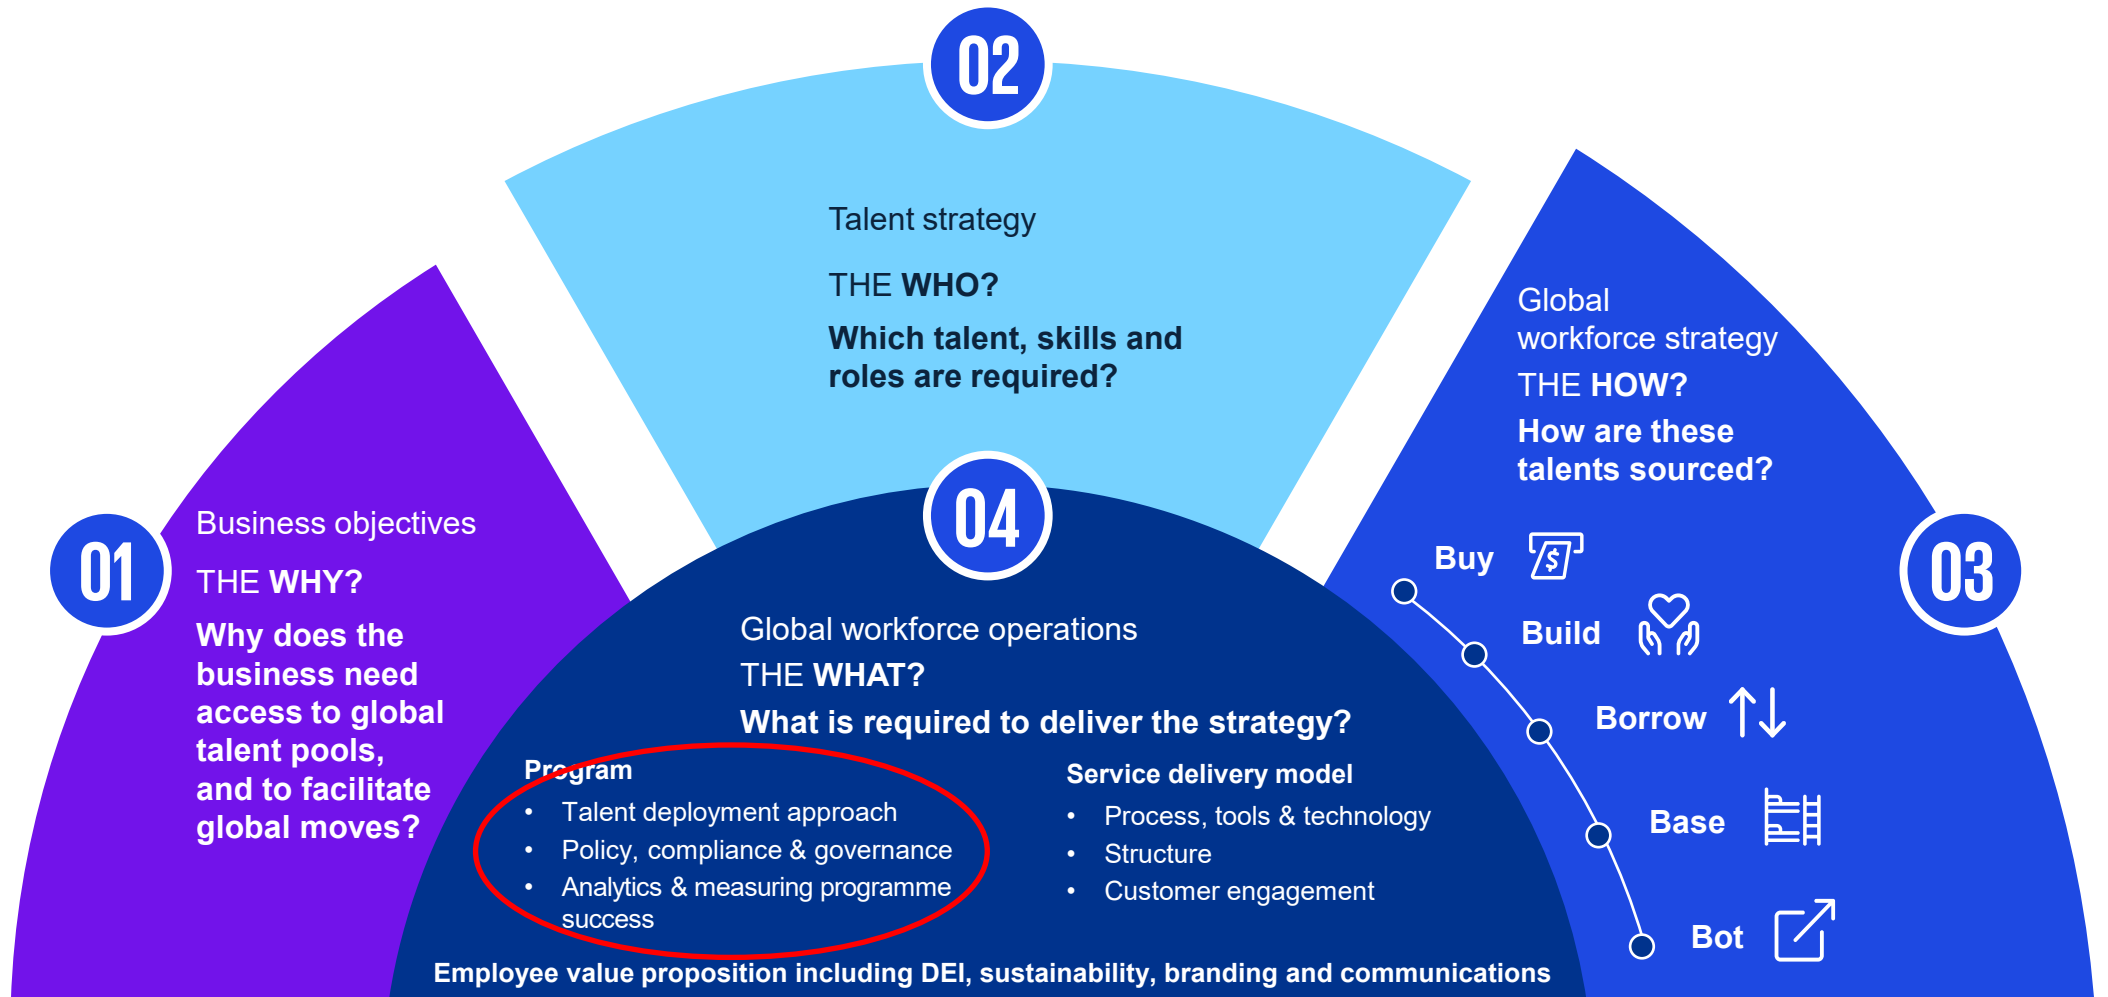 01
Business objectives
THE WHY?
Why does the
business need
access to global
talent pools,
and to facilitate
global moves?
02
Talent strategy
THE WHO?
Which talent, skills and
roles are required?
03
Global
workforce strategy
THE HOW?
How are these
talents sourced?
Buy
$
Build
Borrow
Base
Bot
04
Global workforce operations
THE WHAT?
What is required to deliver the strategy?
Program
• Talent deployment approach
• Policy, compliance & governance
• Analytics & measuring programme
success
Service delivery model
• Process, tools & technology
• Structure
• Customer engagement
Employee value proposition including DEI, sustainability, branding and communications